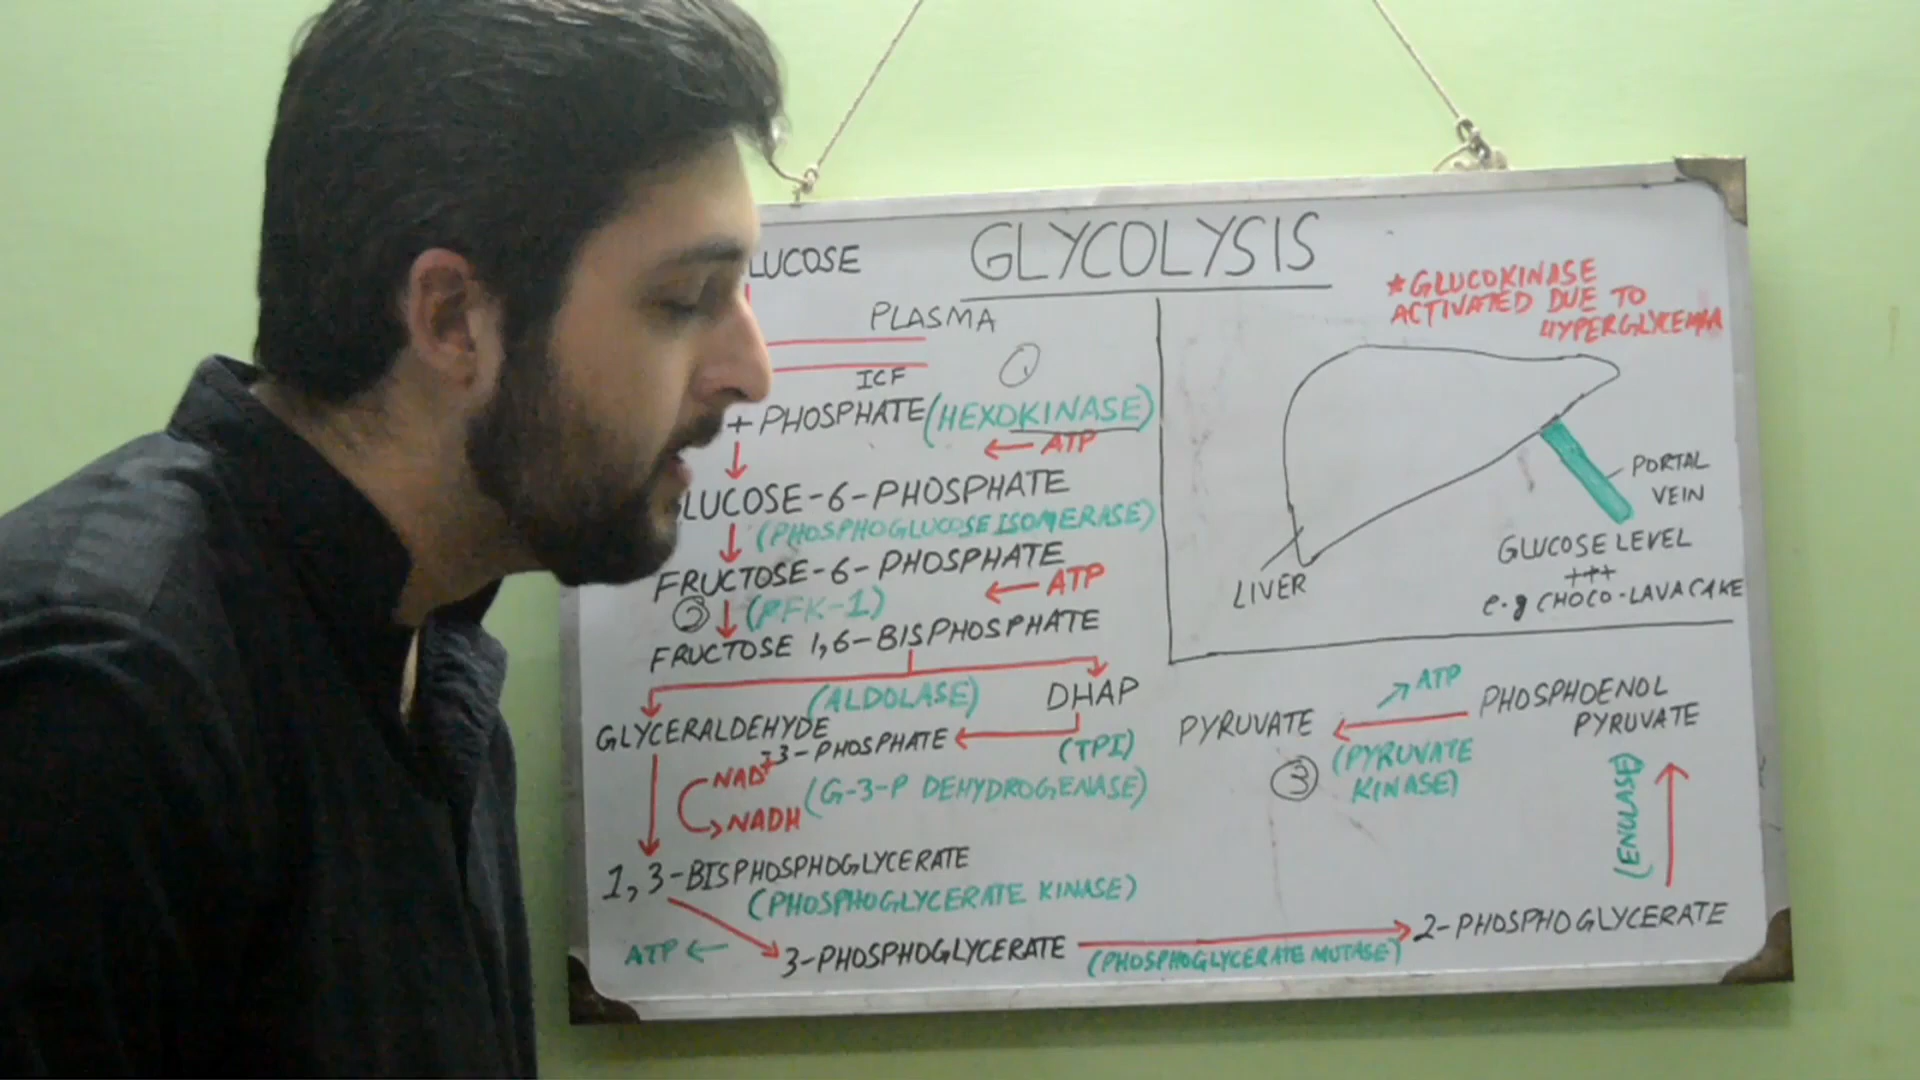 GLYCOLYSIS
LUCOSE
PLASMA
ICF
1
+ PHOSPHATE (HEXOKINASE)
← ATP
LUCOSE-6-PHOSPHATE
(PHOSPHOGLUCOSE ISOMERASE)
FRUCTOSE-6-PHOSPHATE
← ATP
2 (PFK-1)
FRUCTOSE 1,6-BISPHOSPHATE
(ALDOLASE)
DHAP
GLYCERALDEHYDE
-3-PHOSPHATE
(TPI)
NAD+
(G-3-P DEHYDROGENASE)
NADH
1,3-BISPHOSPHOGLYCERATE
(PHOSPHOGLYCERATE KINASE)
ATP ←
3-PHOSPHOGLYCERATE
(PHOSPHOGLYCERATE MUTASE)
2-PHOSPHOGLYCERATE
(ENULASE)
PHOSPHOENOL
PYRUVATE
ATP
PYRUVATE
(PYRUVATE
KINASE)
3
*GLUCOKINASE
ACTIVATED DUE TO
HYPERGLYCEMIA
PORTAL
VEIN
LIVER
GLUCOSE LEVEL
+++
e.g CHOCO-LAVA CAKE